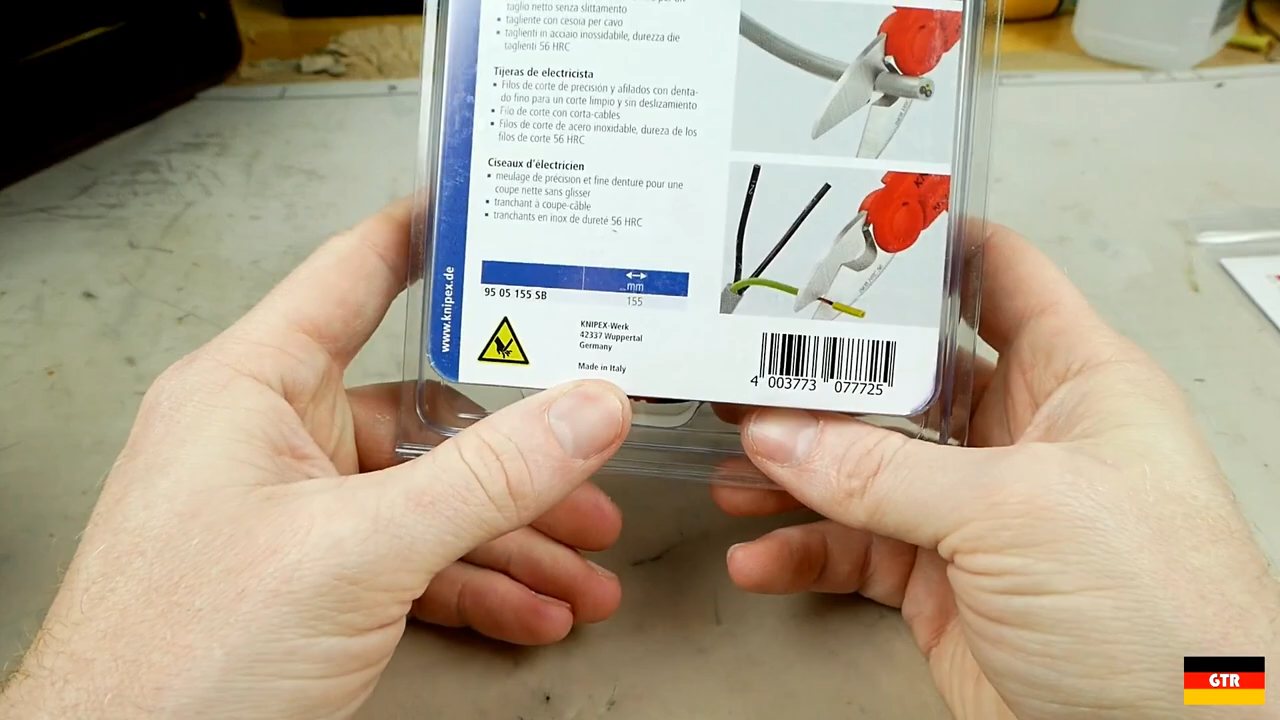 taglio netto senza slittamento
▪ tagliente con cesoia per cavo
▪ taglienti in acciaio inossidabile, durezza die
taglienti 56 HRC
Tijeras de electricista
▪ Filos de corte de precisión y afilados con denta-
do fino para un corte limpio y sin deslizamiento
▪ Filo de corte con corta-cables
▪ Filos de corte de acero inoxidable, dureza de los
filos de corte 56 HRC
Ciseaux d'électricien
▪ meulage de précision et fine denture pour une
coupe nette sans glisser
▪ tranchant à coupe-câble
▪ tranchants en inox de dureté 56 HRC
www.knipex.de
mm
95 05 155 SB
155
KNIPEX-Werk
42337 Wuppertal
Germany
Made in Italy
4 003773 077725
GTR